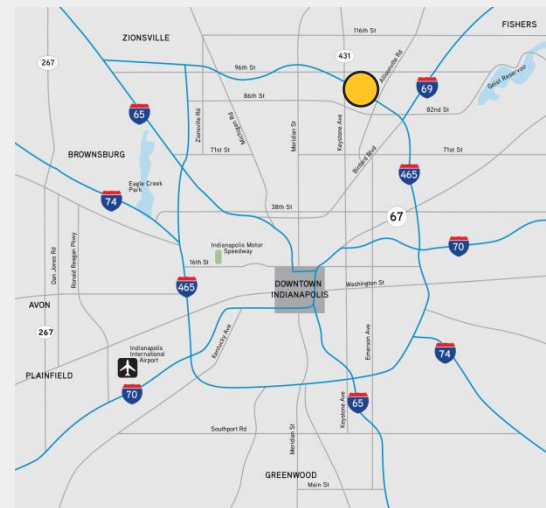 ZIONSVILLE
116th St
FISHERS
431
267
96th St
Allisonville Rd
Geist Reservoir
69
86th St
65
Zionsville Rd
Michigan Rd
Meridian St
Keystone Ave
82nd St
Binford Blvd
BROWNSBURG
71st St
71st St
Eagle Creek
Park
465
74
38th St
67
70
Dan Jones Rd
Ronald Reagan Pkwy
Indianapolis Motor
Speedway
16th St
DOWNTOWN
INDIANAPOLIS
Washington St
465
AVON
267
Kentucky Ave
Emerson Ave
Indianapolis
International
Airport
74
PLAINFIELD
70
65
Keystone Ave
Southport Rd
Meridian St
GREENWOOD
Main St